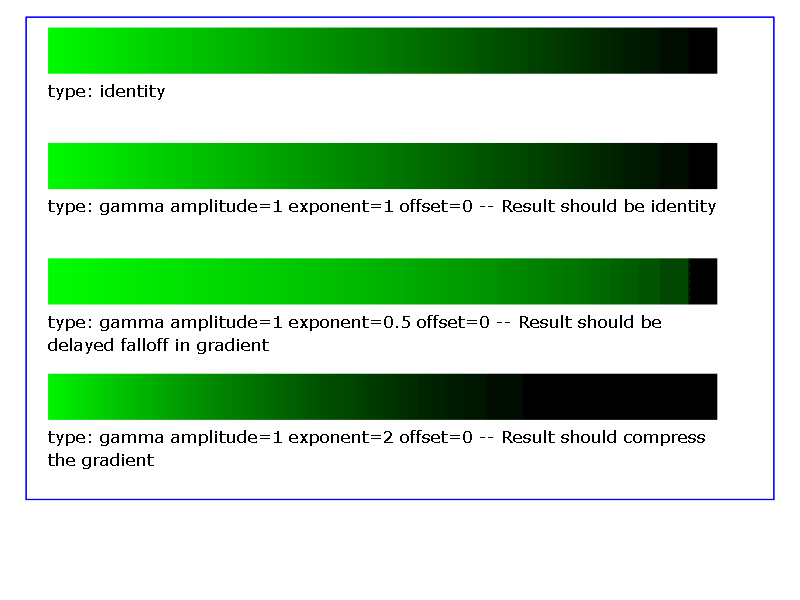 type: identity
type: gamma amplitude=1 exponent=1 offset=0 -- Result should be identity
type: gamma amplitude=1 exponent=0.5 offset=0 -- Result should be
delayed falloff in gradient
type: gamma amplitude=1 exponent=2 offset=0 -- Result should compress
the gradient